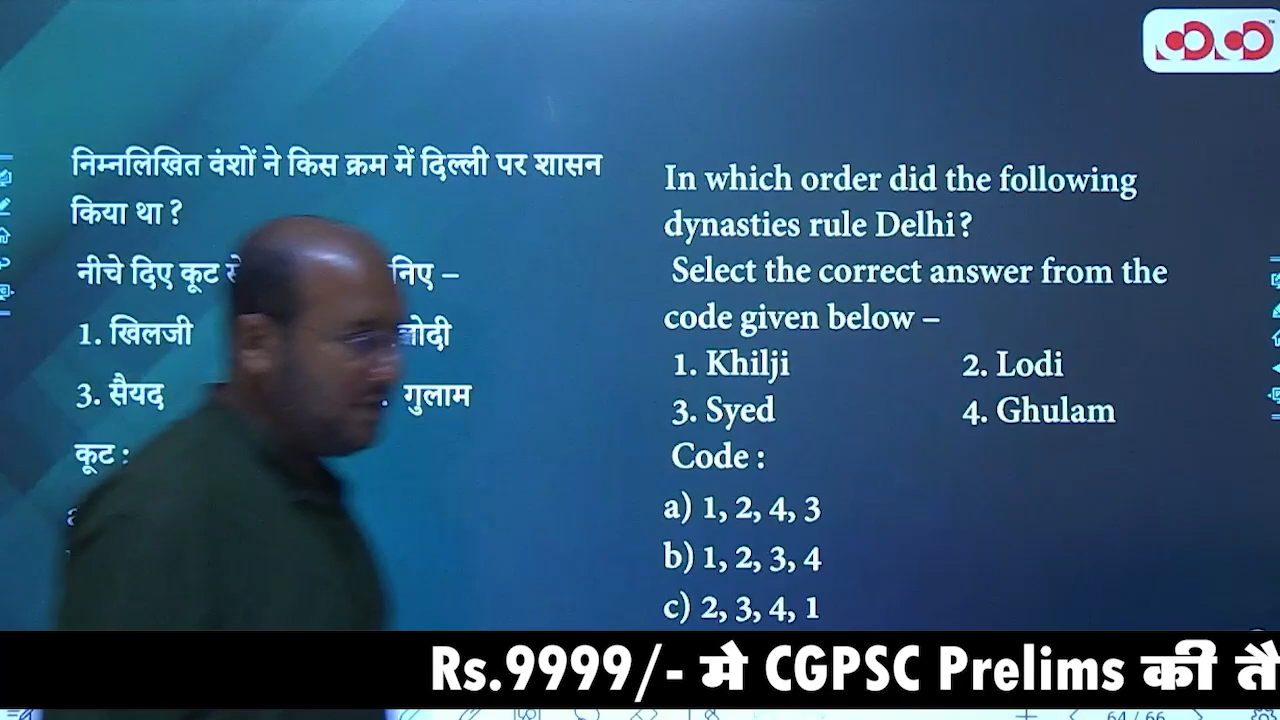 निम्नलिखित वंशों ने किस क्रम में दिल्ली पर शासन
किया था ?
नीचे दिए कूट
1. खिलजी
3. सैयद
गुलाम
कूट :
In which order did the following
dynasties rule Delhi?
Select the correct answer from the
code given below –
1. Khilji 2. Lodi
3. Syed 4. Ghulam
Code :
a) 1, 2, 4, 3
b) 1, 2, 3, 4
c) 2, 3, 4, 1
Rs.9999/- मे CGPSC Prelims की
64 / 66